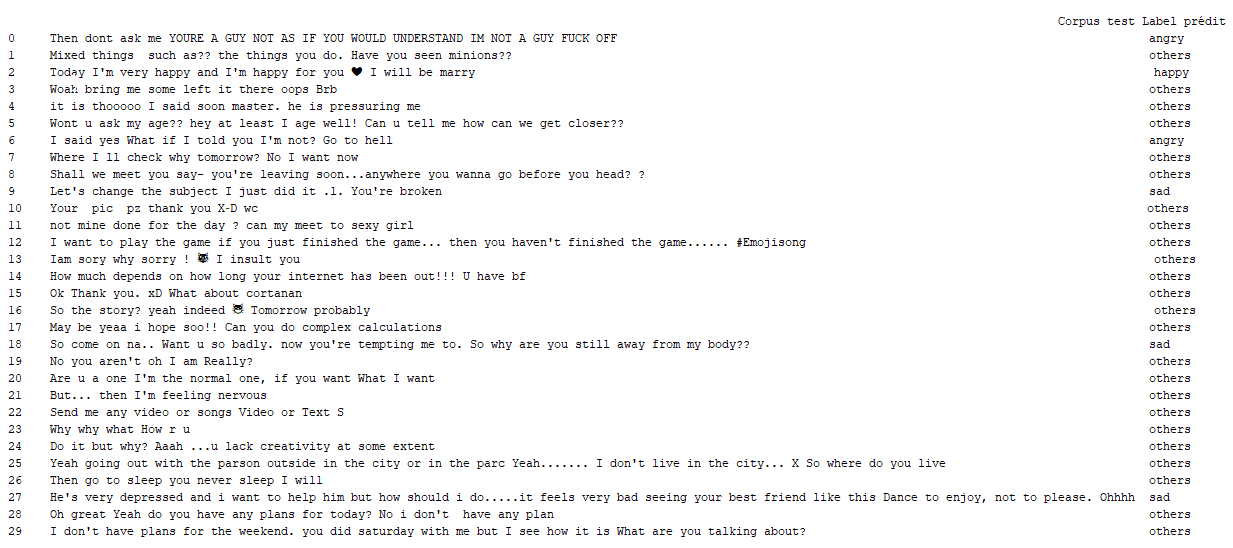 Corpus test Label prédit
0 Then dont ask me YOURE A GUY NOT AS IF YOU WOULD UNDERSTAND IM NOT A GUY FUCK OFF angry
1 Mixed things  such as?? the things you do. Have you seen minions?? others
2 Today I'm very happy and I'm happy for you ♥ I will be marry happy
3 Woah bring me some left it there oops Brb others
4 it is thooooo I said soon master. he is pressuring me others
5 Wont u ask my age?? hey at least I age well! Can u tell me how can we get closer?? others
6 I said yes What if I told you I'm not? Go to hell angry
7 Where I ll check why tomorrow? No I want now others
8 Shall we meet you say- you're leaving soon...anywhere you wanna go before you head? ? others
9 Let's change the subject I just did it .l. You're broken sad
10 Your  pic  pz thank you X-D wc others
11 not mine done for the day ? can my meet to sexy girl others
12 I want to play the game if you just finished the game... then you haven't finished the game...... #Emojisong others
13 Iam sory why sorry ! 😈 I insult you others
14 How much depends on how long your internet has been out!!! U have bf others
15 Ok Thank you. xD What about cortanan others
16 So the story? yeah indeed 😈 Tomorrow probably others
17 May be yeaa i hope soo!! Can you do complex calculations others
18 So come on na.. Want u so badly. now you're tempting me to. So why are you still away from my body?? sad
19 No you aren't oh I am Really? others
20 Are u a one I'm the normal one, if you want What I want others
21 But... then I'm feeling nervous others
22 Send me any video or songs Video or Text S others
23 Why why what How r u others
24 Do it but why? Aaah ...u lack creativity at some extent others
25 Yeah going out with the parson outside in the city or in the parc Yeah....... I don't live in the city... X So where do you live others
26 Then go to sleep you never sleep I will others
27 He's very depressed and i want to help him but how should i do.....it feels very bad seeing your best friend like this Dance to enjoy, not to please. Ohhhh sad
28 Oh great Yeah do you have any plans for today? No i don't  have any plan others
29 I don't have plans for the weekend. you did saturday with me but I see how it is What are you talking about? others